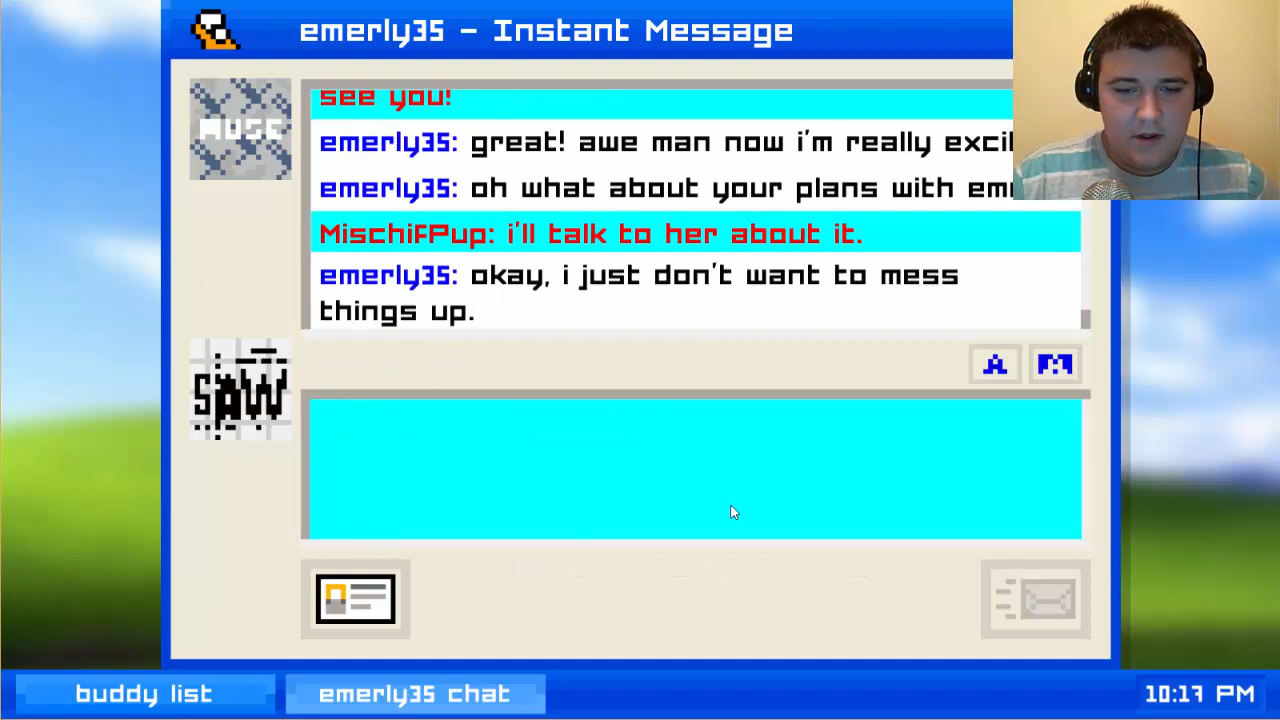 emerly35 - Instant Message
see you!
emerly35: great! awe man now i'm really
emerly35: oh what about your plans with
MischifPup: i'll talk to her about it.
emerly35: okay, i just don't want to mess
things up.
MUSE
SAW
A
buddy list
emerly35 chat
10:17 PM